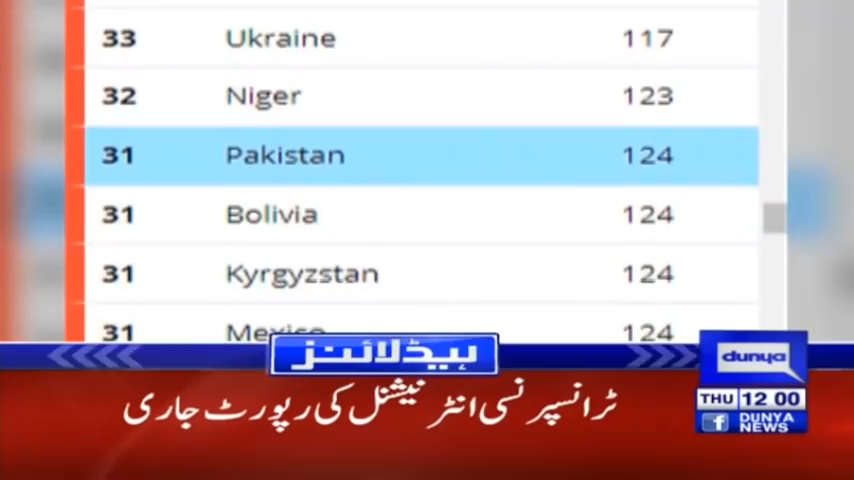 33 Ukraine 117
32 Niger 123
31 Pakistan 124
31 Bolivia 124
31 Kyrgyzstan 124
31 Mexico 124
ہیڈلائنز
dunya
ٹرانسپرنسی انٹرنیشنل کی رپورٹ جاری
THU 12 00
f DUNYA NEWS